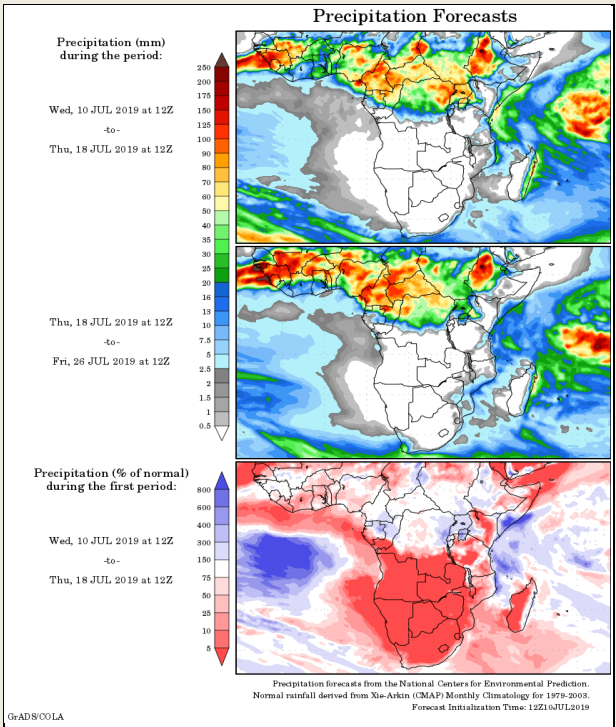 Precipitation Forecasts
Precipitation (mm)
during the period:
Wed, 10 JUL 2019 at 12Z
-to-
Thu, 18 JUL 2019 at 12Z
250
200
175
150
125
100
90
80
70
60
50
40
35
30
25
20
16
13
10
7.5
5
2.5
2
1.5
1
0.5
Thu, 18 JUL 2019 at 12Z
-to-
Fri, 26 JUL 2019 at 12Z
Precipitation (% of normal)
during the first period:
Wed, 10 JUL 2019 at 12Z
-to-
Thu, 18 JUL 2019 at 12Z
800
600
400
300
150
75
50
25
10
5
Precipitation forecasts from the National Centers for Environmental Prediction.
Normal rainfall derived from Xie-Arkin (CMAP) Monthly Climatology for 1979-2003.
Forecast Initialization Time: 12Z10JUL2019
GrADS/COLA